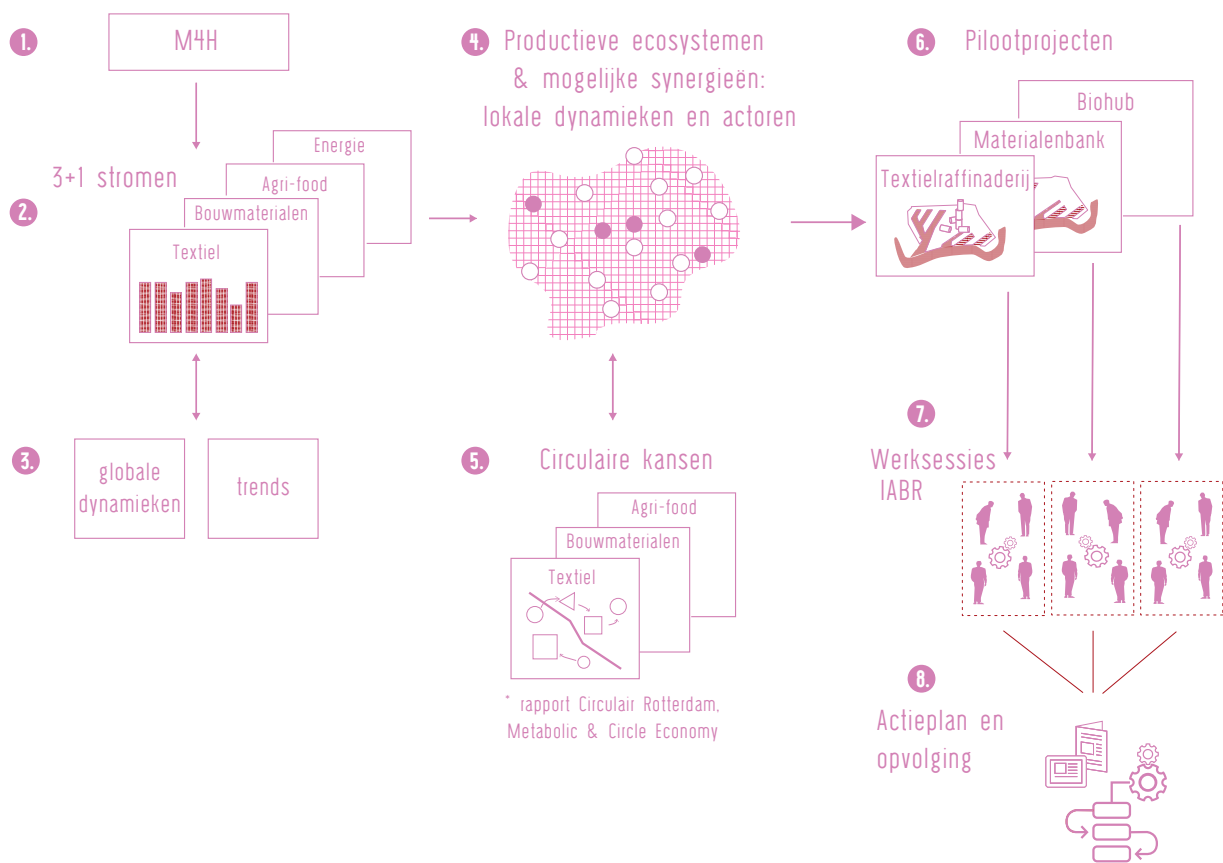 1.
M4H
3+1 stromen
2.
Energie
Agri-food
Bouwmaterialen
Textiel
3.
globale
dynamieken
trends
4. Productieve ecosystemen
& mogelijke synergieën:
lokale dynamieken en actoren
5. Circulaire kansen
Agri-food
Bouwmaterialen
Textiel
* rapport Circulair Rotterdam,
Metabolic & Circle Economy
6. Pilootprojecten
Biohub
Materialenbank
Textielraffinaderij
7.
Werksessies
IABR
8.
Actieplan en
opvolging